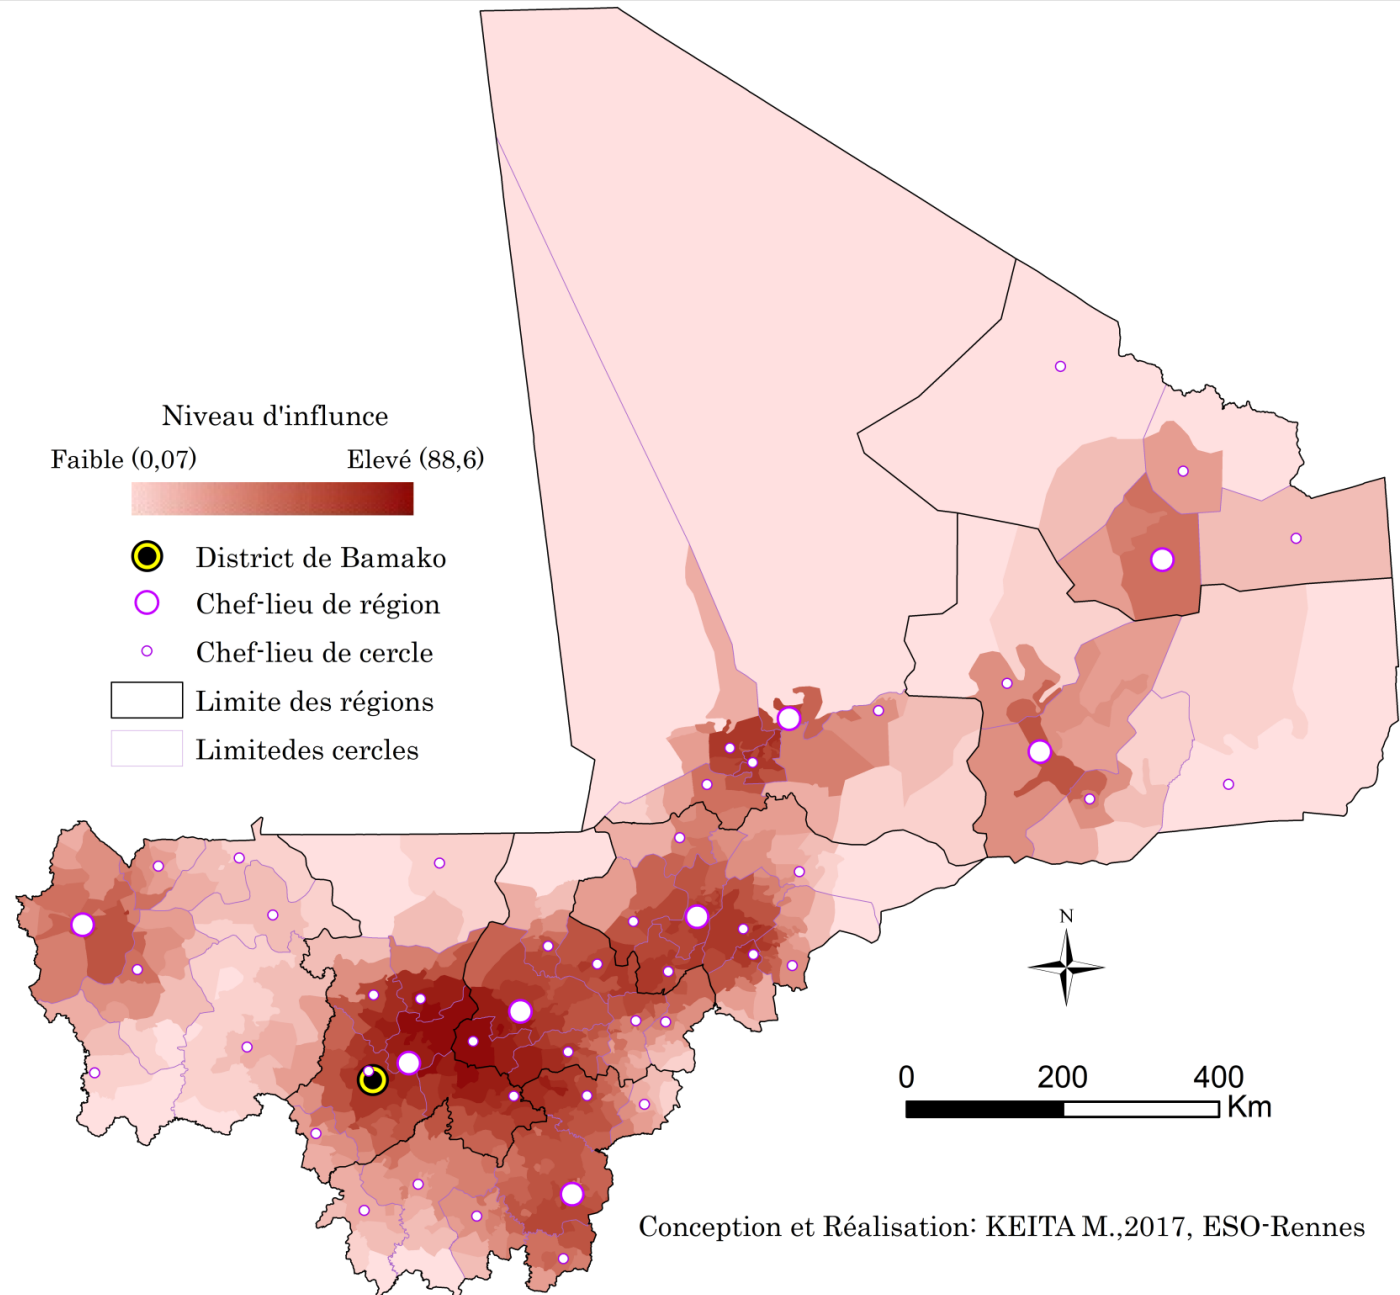 Niveau d'influnce
Faible (0,07) Elevé (88,6)
District de Bamako
Chef-lieu de région
Chef-lieu de cercle
Limite des régions
Limitedes cercles
N
0 200 400
Km
Conception et Réalisation: KEITA M.,2017, ESO-Rennes